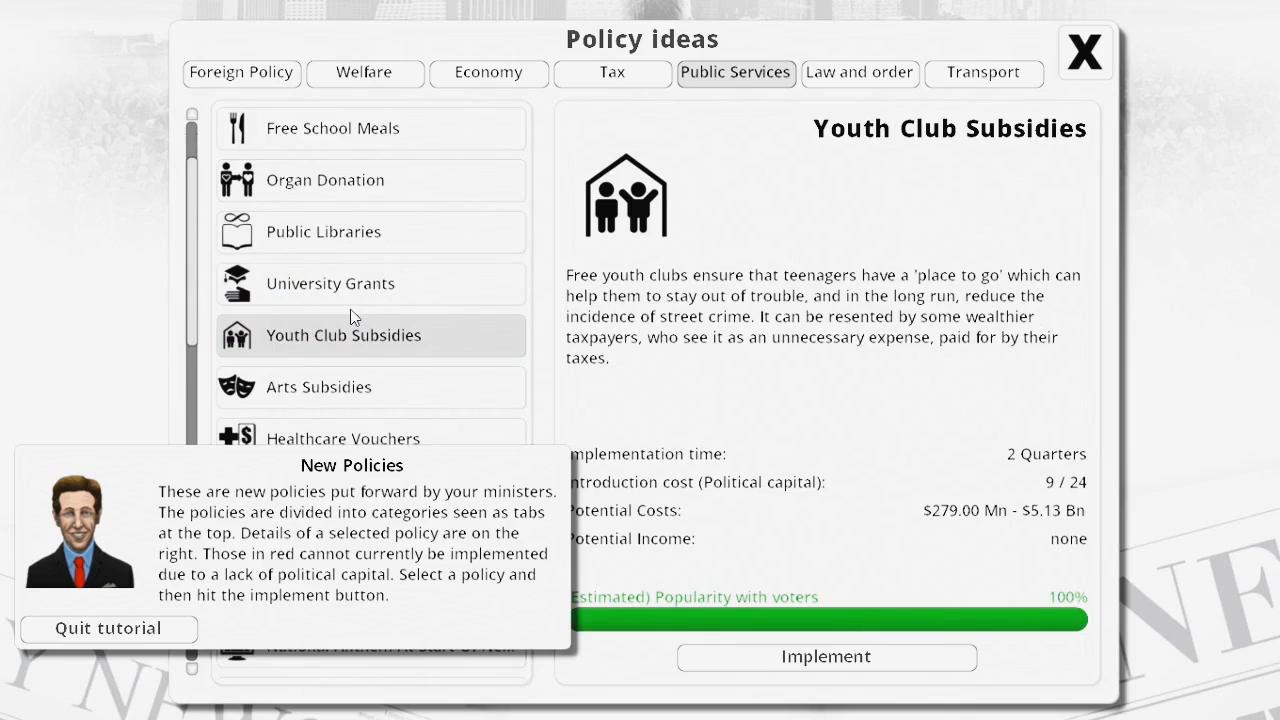 Policy ideas
X
Foreign Policy
Welfare
Economy
Tax
Public Services
Law and order
Transport
Free School Meals
Organ Donation
Public Libraries
University Grants
Youth Club Subsidies
Arts Subsidies
Healthcare Vouchers
Youth Club Subsidies
Free youth clubs ensure that teenagers have a 'place to go' which can
help them to stay out of trouble, and in the long run, reduce the
incidence of street crime. It can be resented by some wealthier
taxpayers, who see it as an unnecessary expense, paid for by their
taxes.
mplementation time: 2 Quarters
ntroduction cost (Political capital): 9 / 24
Potential Costs: $279.00 Mn - $5.13 Bn
Potential Income: none
Estimated) Popularity with voters 100%
Implement
New Policies
These are new policies put forward by your ministers.
The policies are divided into categories seen as tabs
at the top. Details of a selected policy are on the
right. Those in red cannot currently be implemented
due to a lack of political capital. Select a policy and
then hit the implement button.
Quit tutorial